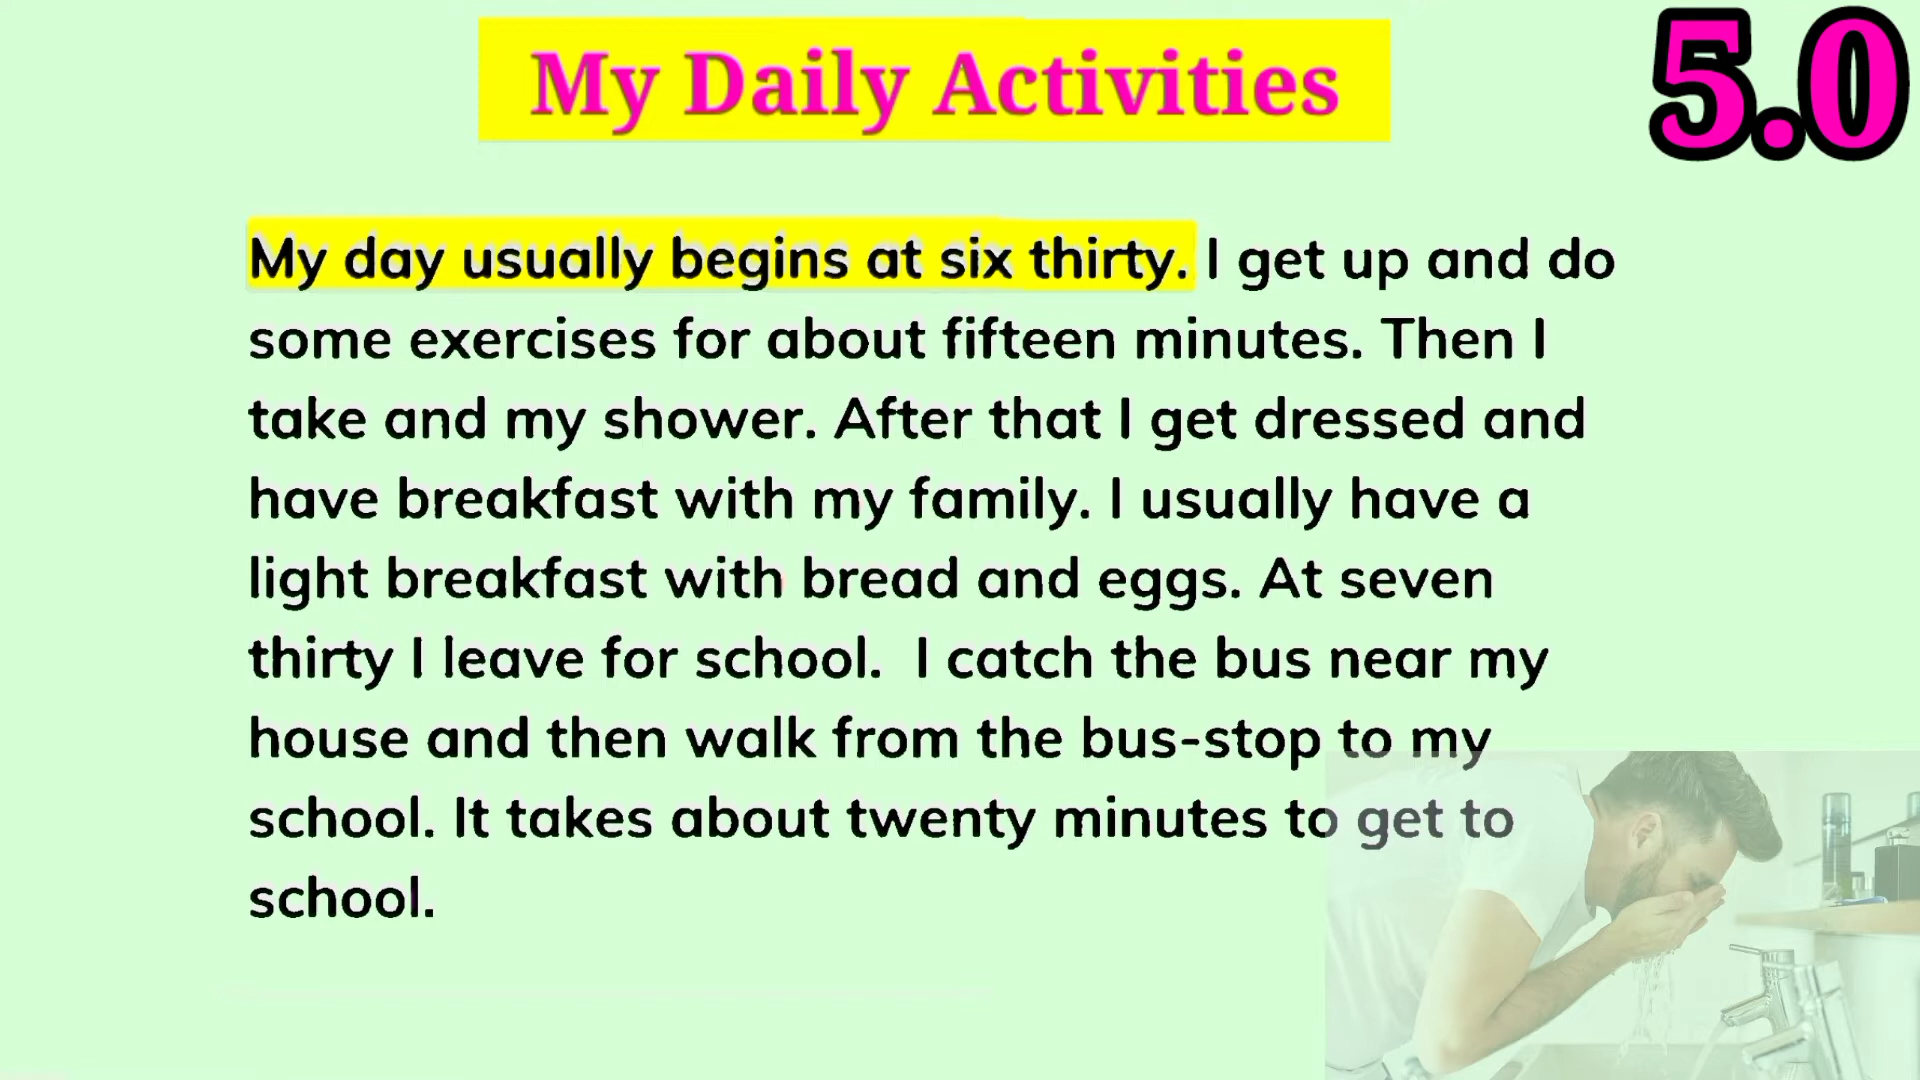 My Daily Activities
5.0
My day usually begins at six thirty. I get up and do
some exercises for about fifteen minutes. Then I
take and my shower. After that I get dressed and
have breakfast with my family. I usually have a
light breakfast with bread and eggs. At seven
thirty I leave for school. I catch the bus near my
house and then walk from the bus-stop to my
school. It takes about twenty minutes to get to
school.